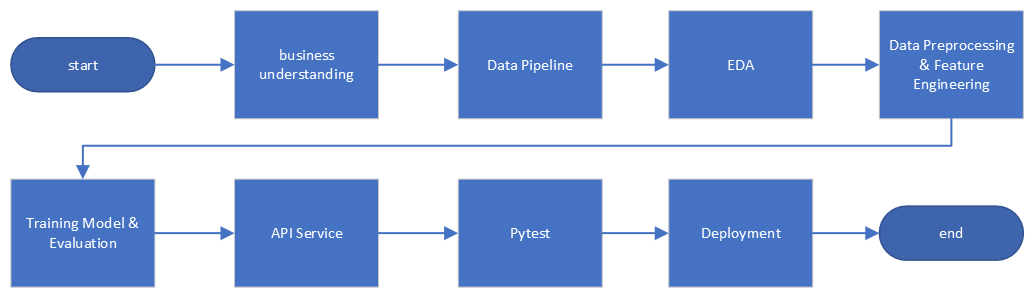 start
business
understanding
Data Pipeline
EDA
Data Preprocessing
& Feature
Engineering
Training Model &
Evaluation
API Service
Pytest
Deployment
end